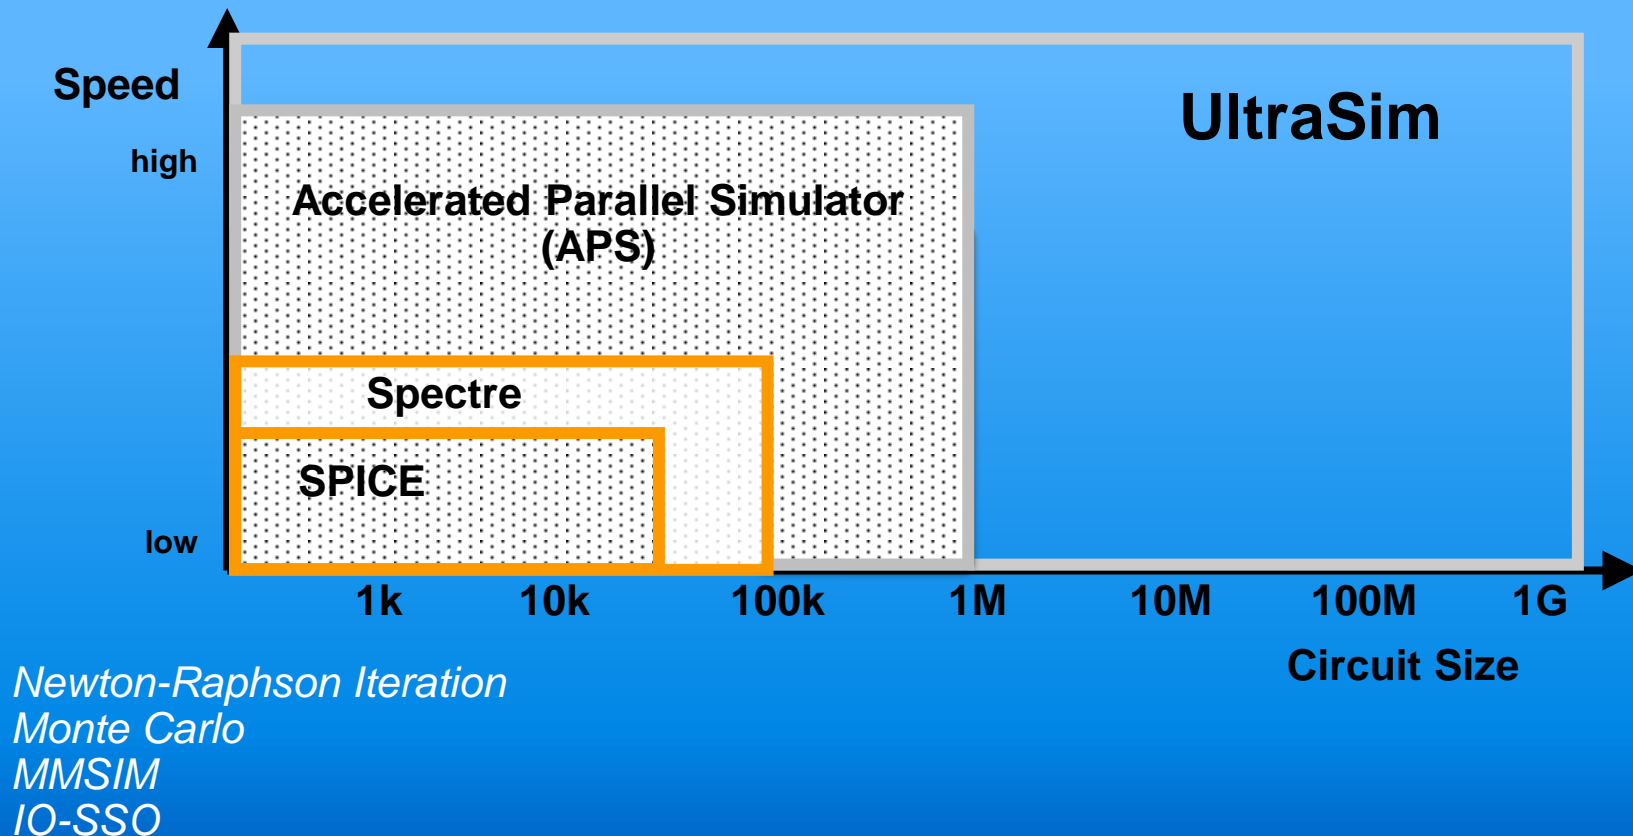 Speed
UltraSim
high
Accelerated Parallel Simulator
(APS)
Spectre
SPICE
low
1k 10k 100k 1M 10M 100M 1G
Circuit Size
Newton-Raphson Iteration
Monte Carlo
MMSIM
IO-SSO